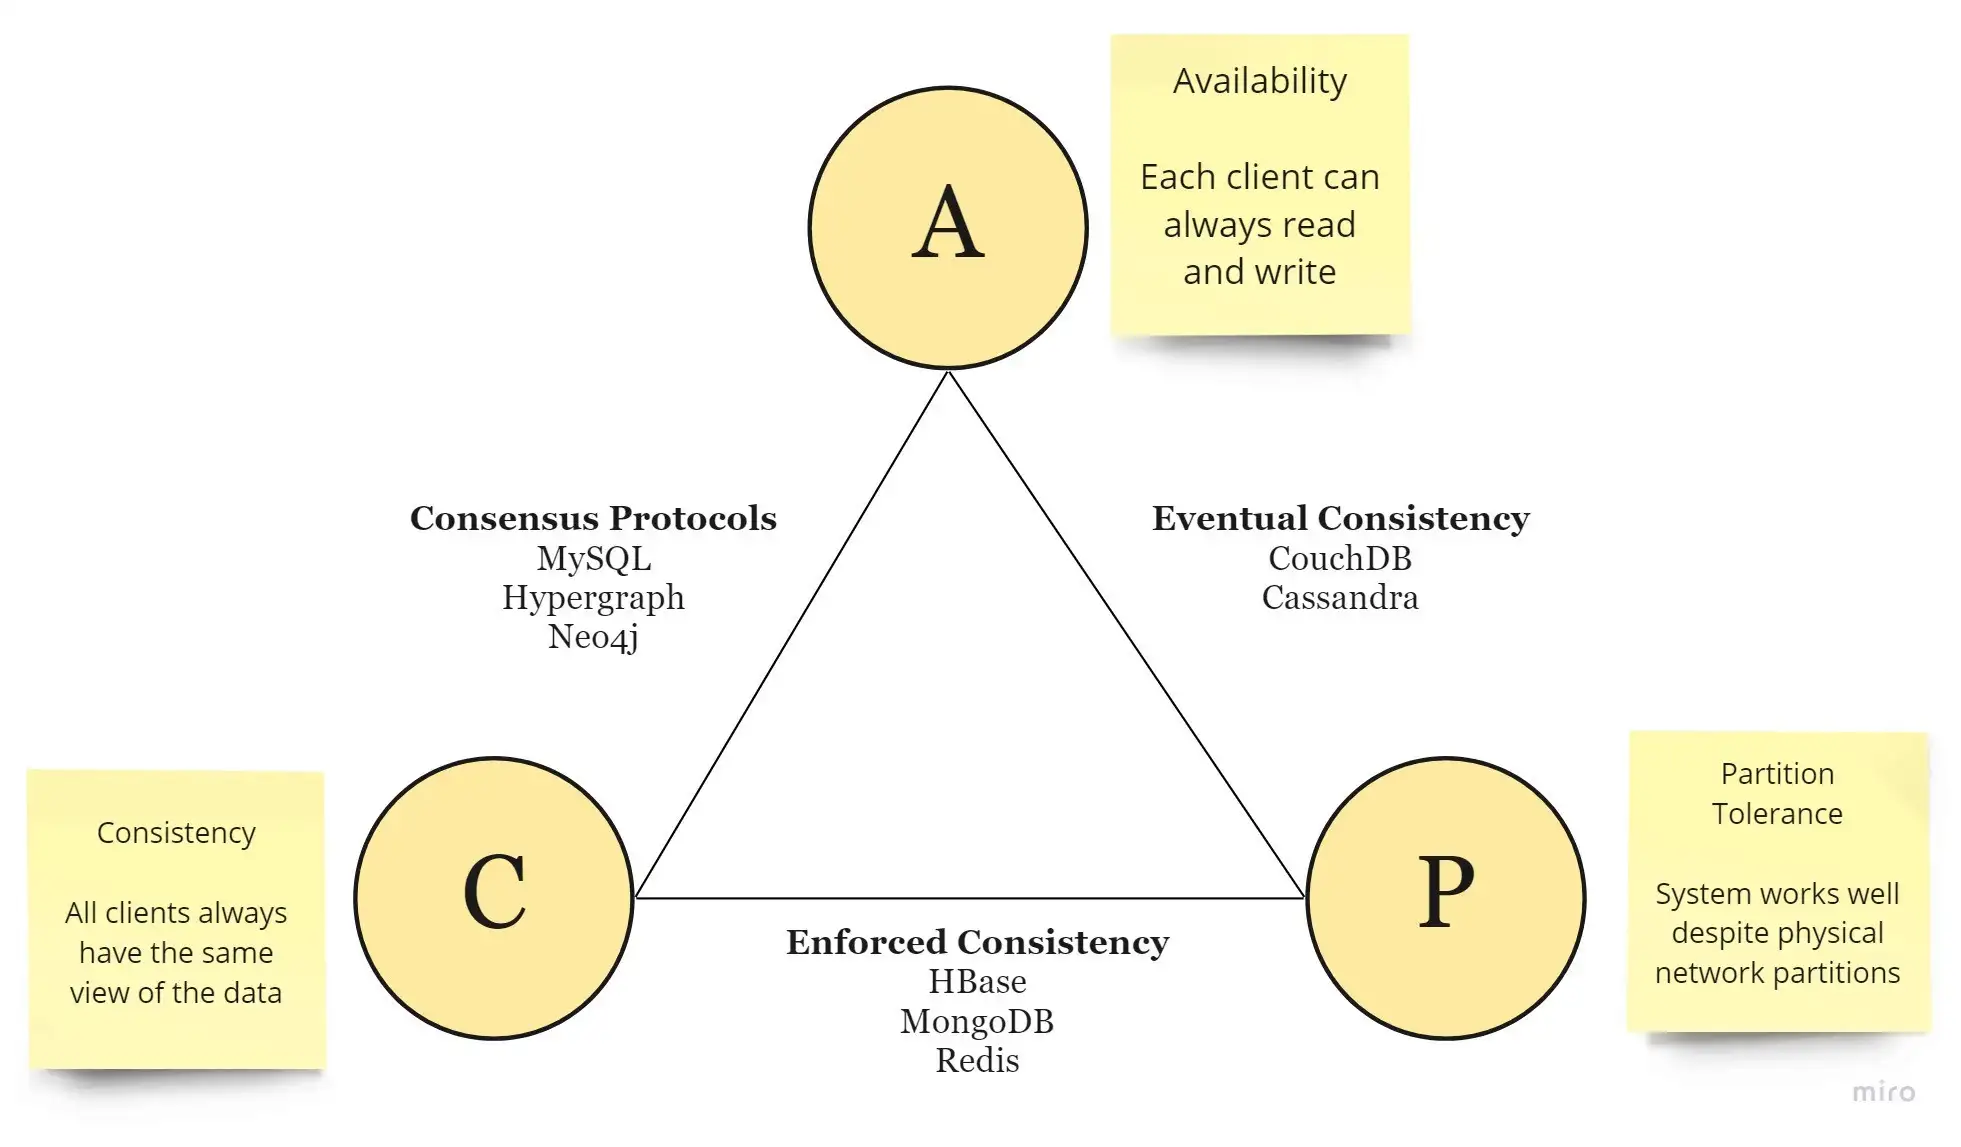 Availability
Each client can
always read
and write
A
Consensus Protocols
MySQL
Hypergraph
Neo4j
Eventual Consistency
CouchDB
Cassandra
Consistency
All clients always
have the same
view of the data
C
P
Partition
Tolerance
System works well
despite physical
network partitions
Enforced Consistency
HBase
MongoDB
Redis
miro